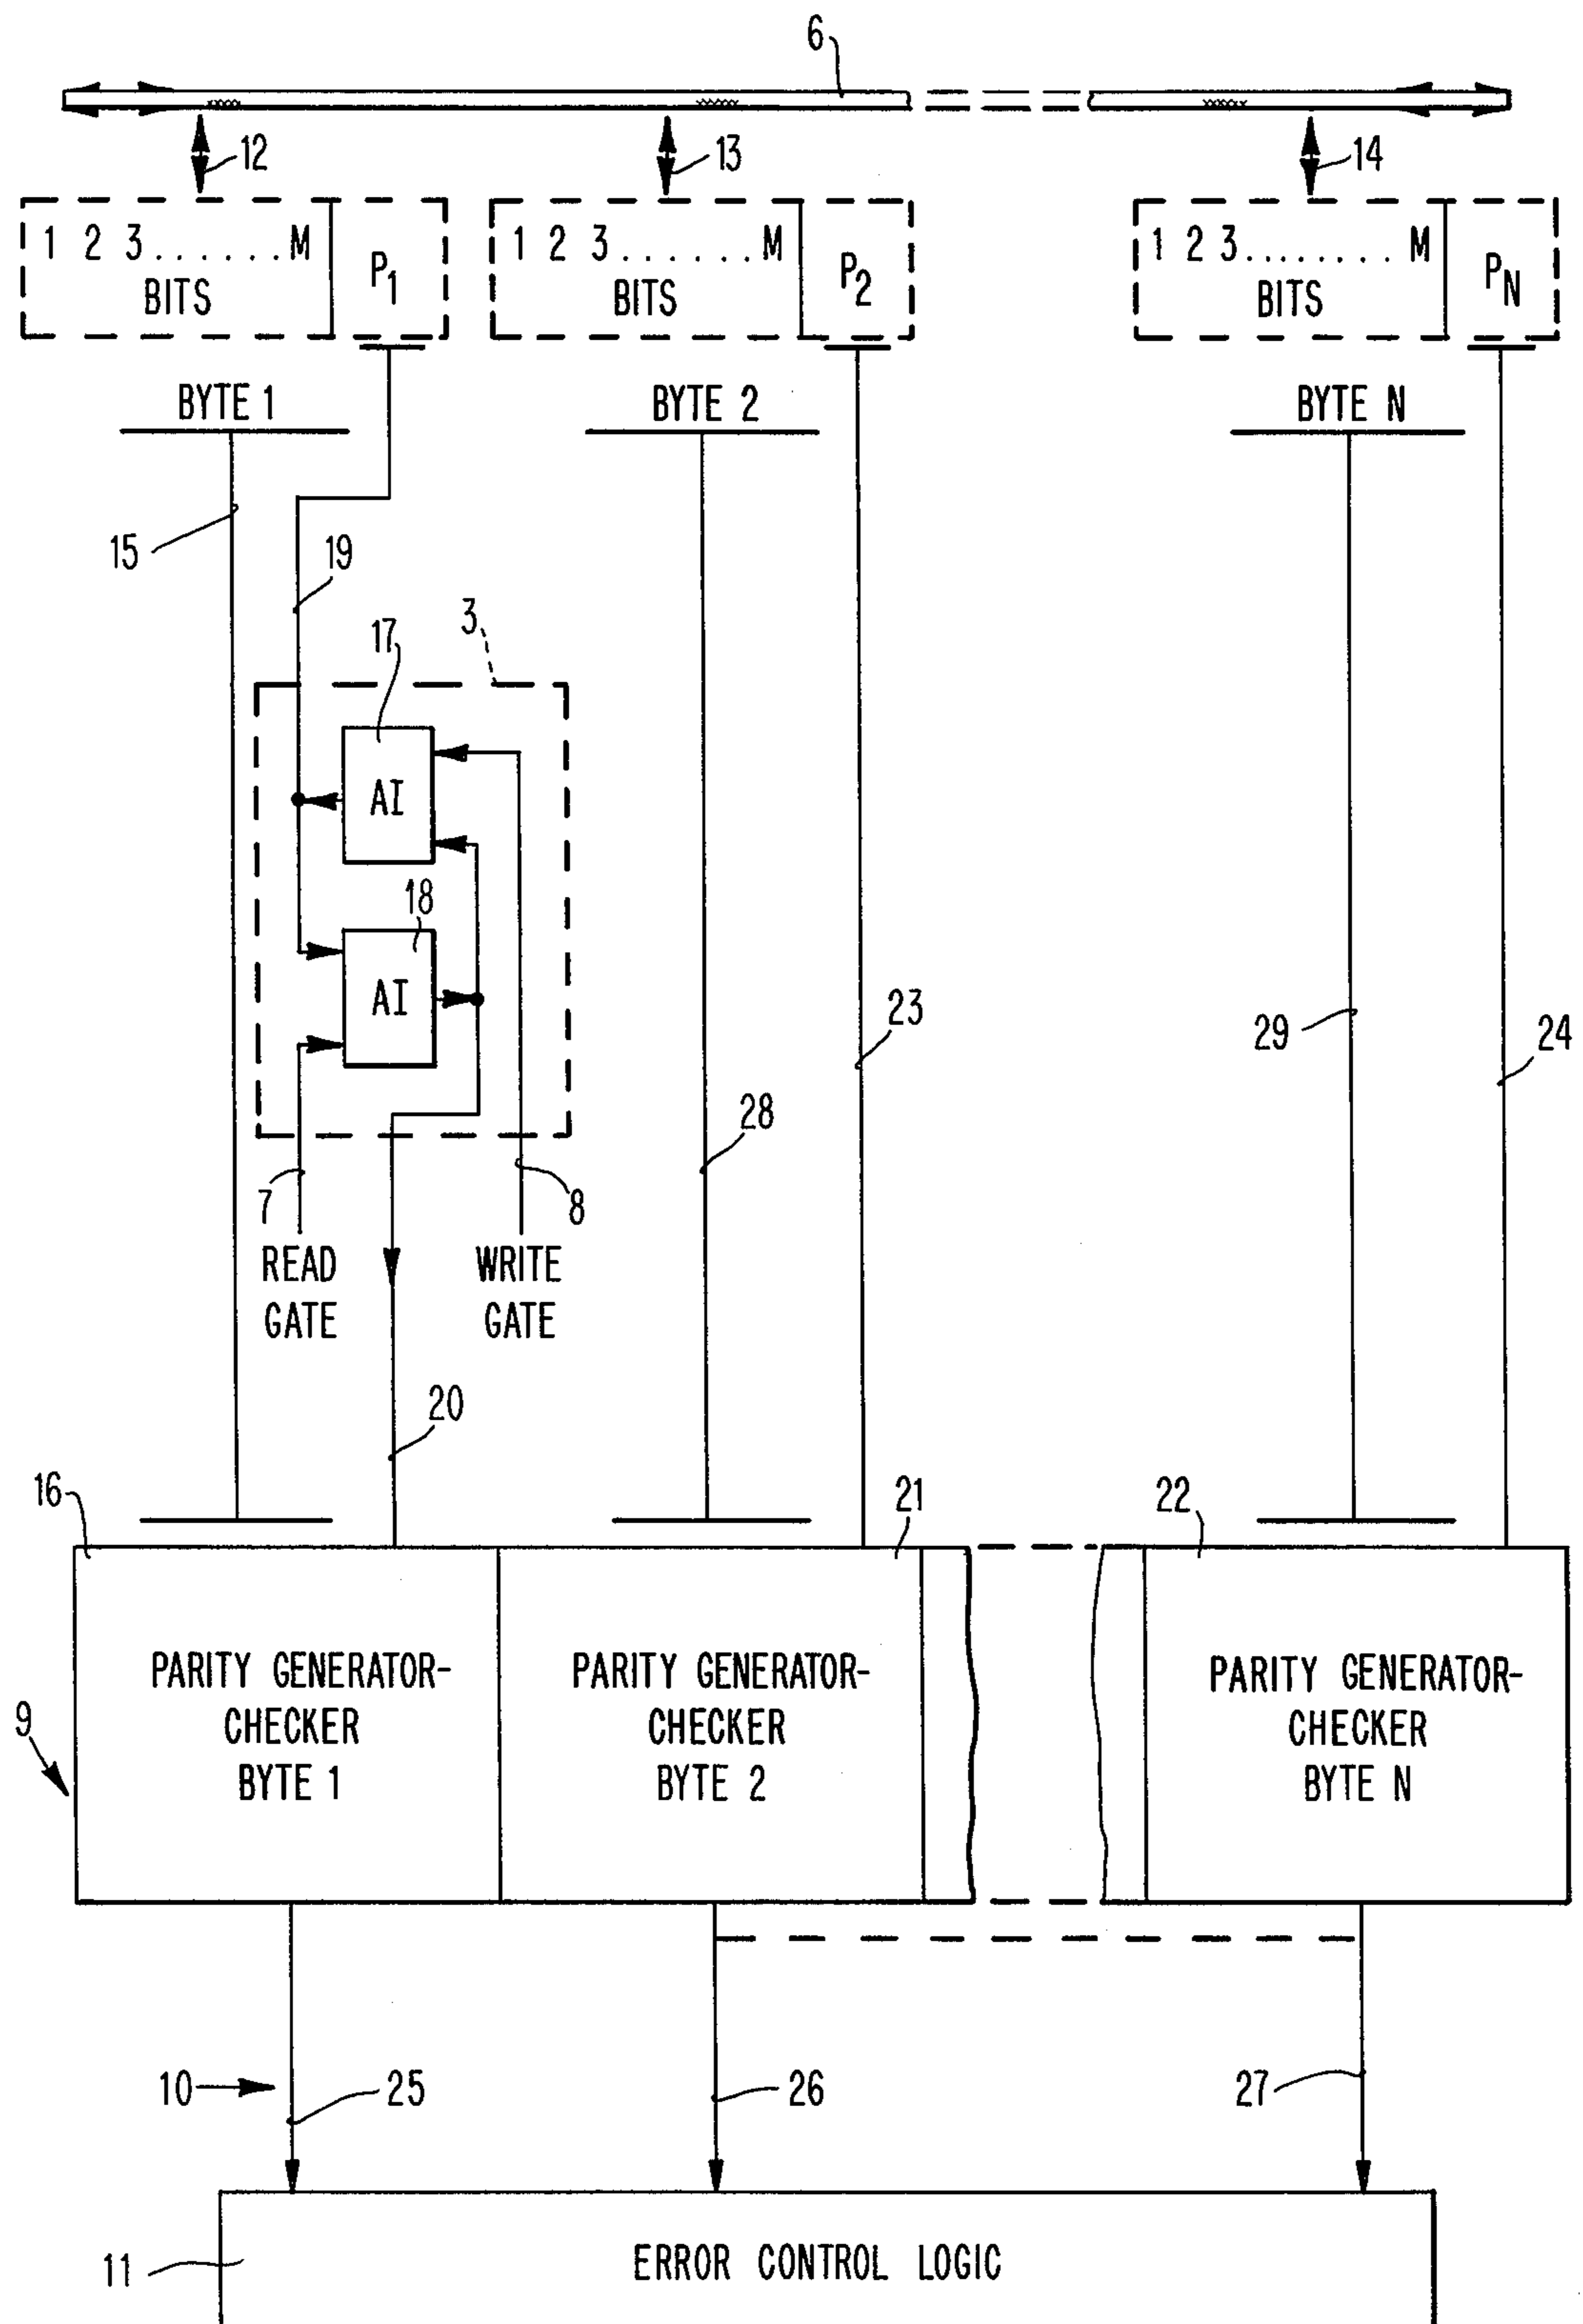 6
12
13
14
1 2 3.......M
BITS
P1
1 2 3.......M
BITS
P2
1 2 3........M
BITS
PN
BYTE 1
BYTE 2
BYTE N
15
19
3
17
AI
18
AI
23
29
24
28
7
8
READ
GATE
WRITE
GATE
20
16
21
22
PARITY GENERATOR-
CHECKER
BYTE 1
PARITY GENERATOR-
CHECKER
BYTE 2
PARITY GENERATOR-
CHECKER
BYTE N
9
10
25
26
27
11
ERROR CONTROL LOGIC